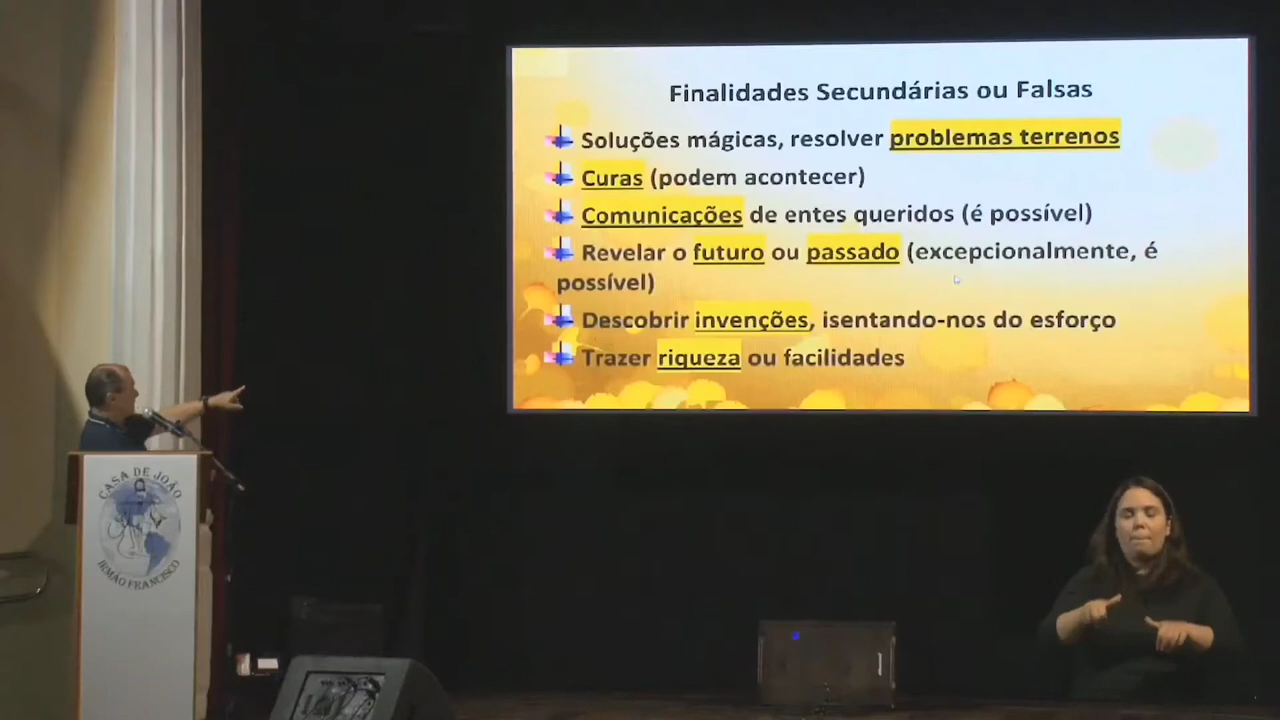 Finalidades Secundárias ou Falsas
Soluções mágicas, resolver problemas terrenos
Curas (podem acontecer)
Comunicações de entes queridos (é possível)
Revelar o futuro ou passado (excepcionalmente, é
possível)
Descobrir invenções, isentando-nos do esforço
Trazer riqueza ou facilidades
CASA DE JOÃO
IRMÃO FRANCISCO